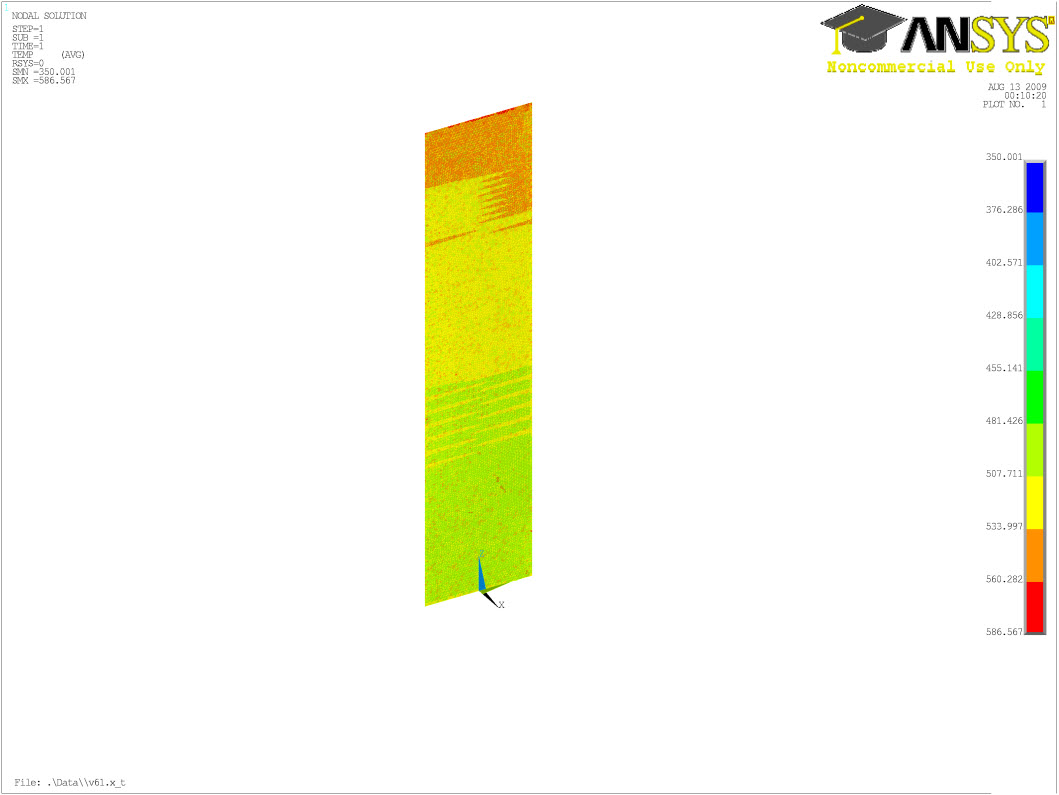 1
NODAL SOLUTION
STEP=1
SUB =1
TIME=1
TEMP (AVG)
RSYS=0
SMN =350.001
SMX =586.567
ANSYS
Noncommercial Use Only
AUG 13 2009
00:10:20
PLOT NO. 1
350.001
376.286
402.571
428.856
455.141
481.426
507.711
533.997
560.282
586.567
Z
X
File: .\Data\\v61.x_t